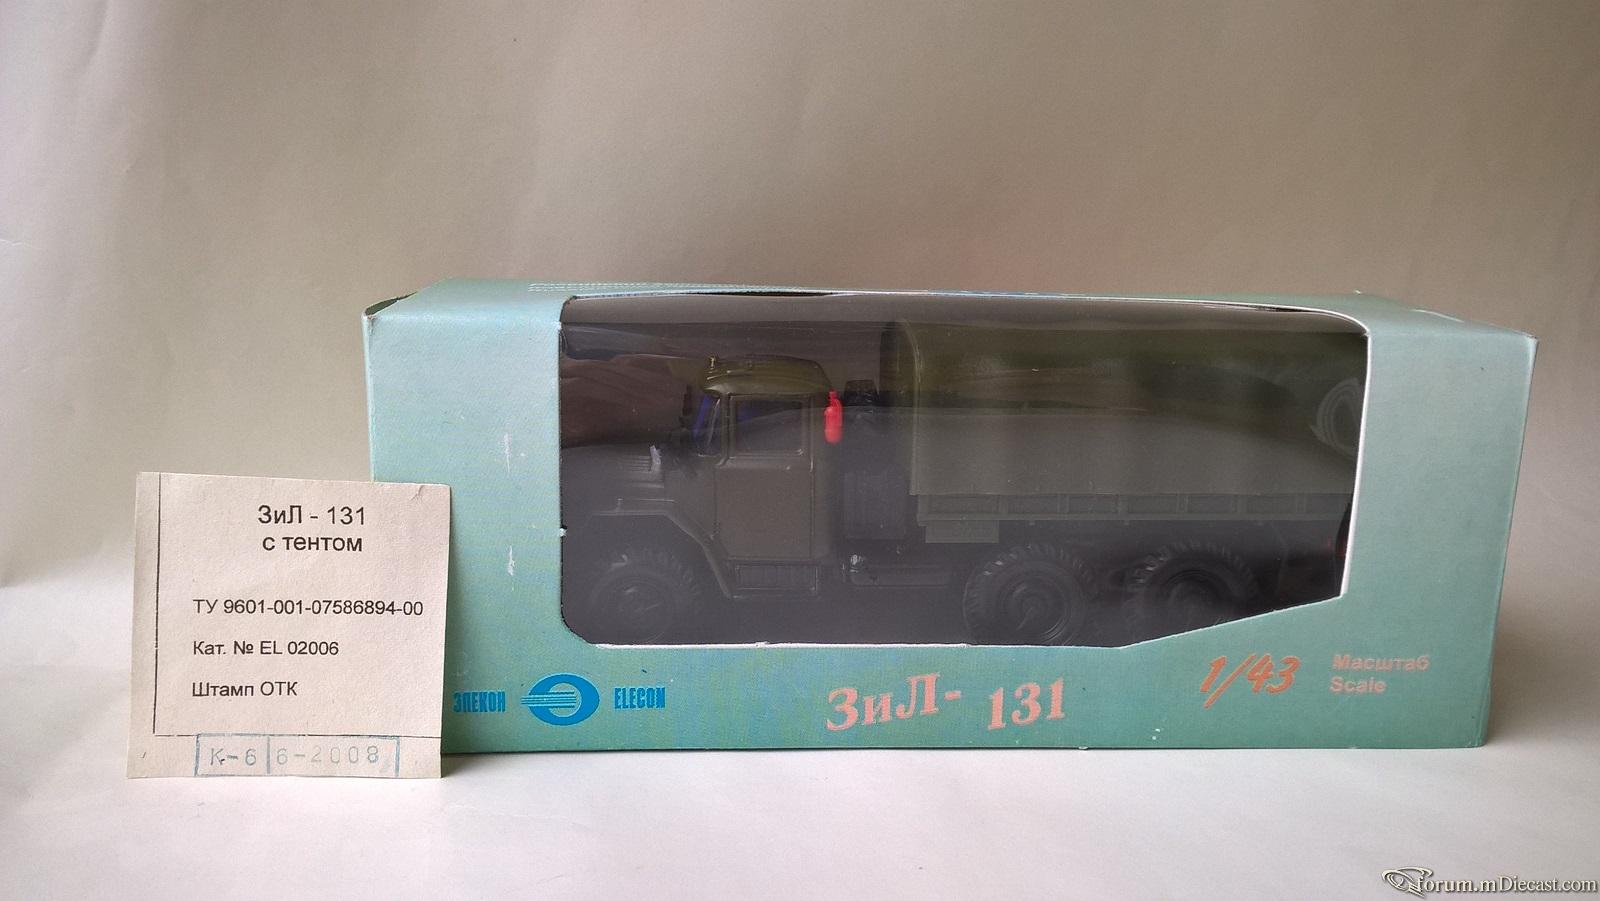 ЗиЛ - 131
с тентом
ТУ 9601-001-07586894-00
Кат. № EL 02006
Штамп ОТК
К-6 6-2008
ЭЛЕКОН ELECON
ЗиЛ- 131
1/43 Масштаб
Scale
forum.mDiecast.com